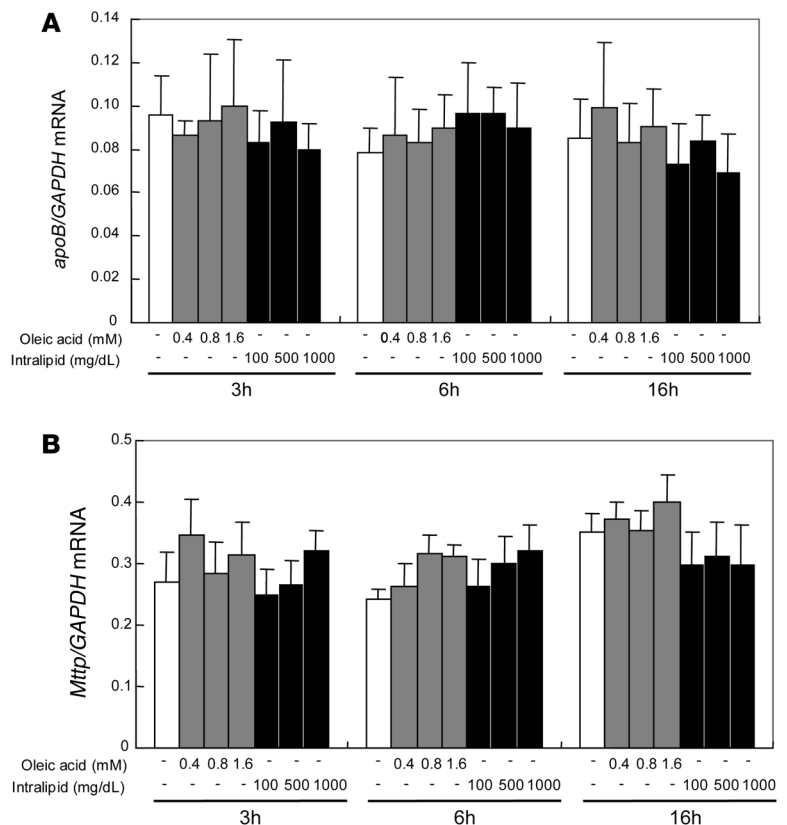 A
0.14
0.12
0.10
0.08
0.06
0.04
0.02
0
apoB/GAPDH mRNA
Oleic acid (mM) - 0.4 0.8 1.6 - - - - 0.4 0.8 1.6 - - - - 0.4 0.8 1.6 - - -
Intralipid (mg/dL) - - - - 100 500 1000 - - - - 100 500 1000 - - - - 100 500 1000
3h 6h 16h
B
0.5
0.4
0.3
0.2
0.1
0
Mttp/GAPDH mRNA
Oleic acid (mM) - 0.4 0.8 1.6 - - - - 0.4 0.8 1.6 - - - - 0.4 0.8 1.6 - - -
Intralipid (mg/dL) - - - - 100 500 1000 - - - - 100 500 1000 - - - - 100 500 1000
3h 6h 16h